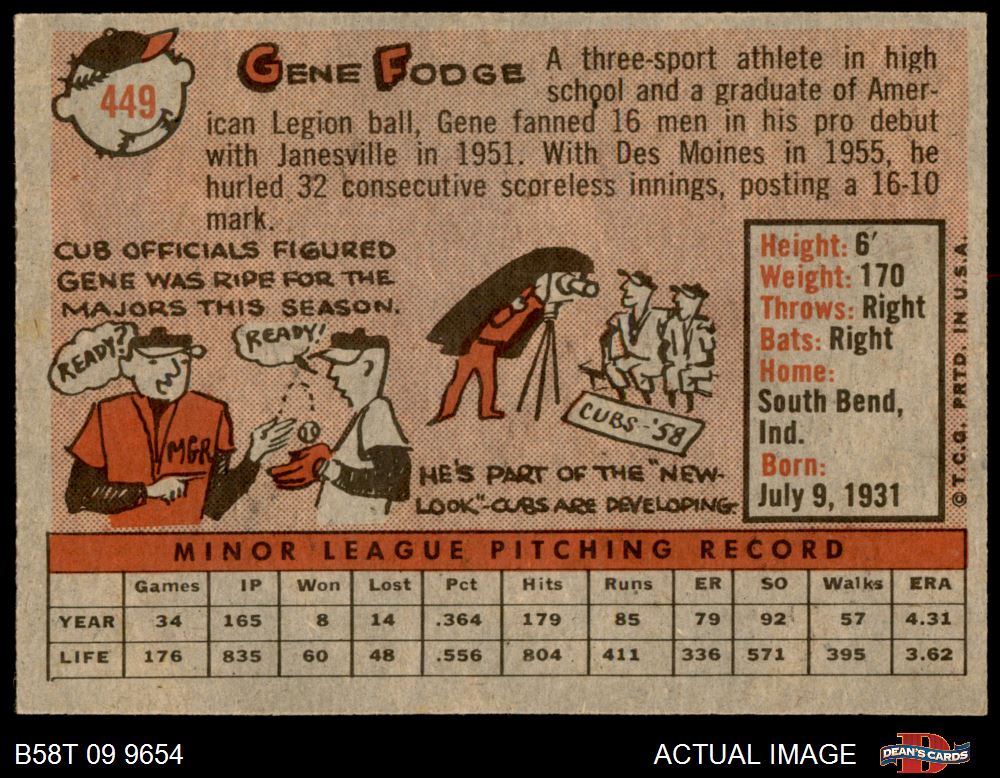 449
GENE FODGE
A three-sport athlete in high
school and a graduate of Amer-
ican Legion ball, Gene fanned 16 men in his pro debut
with Janesville in 1951. With Des Moines in 1955, he
hurled 32 consecutive scoreless innings, posting a 16-10
mark.
CUB OFFICIALS FIGURED
GENE WAS RIPE FOR THE
MAJORS THIS SEASON.
READY?
READY!
MGR
CUBS-'58
HE'S PART OF THE "NEW-
LOOK"-CUBS ARE DEVELOPING.
Height: 6'
Weight: 170
Throws: Right
Bats: Right
Home:
South Bend,
Ind.
Born:
July 9, 1931
© T.C.G. PRTD. IN U.S.A.
MINOR LEAGUE PITCHING RECORD
Games IP Won Lost Pct Hits Runs ER SO Walks ERA
YEAR 34 165 8 14 .364 179 85 79 92 57 4.31
LIFE 176 835 60 48 .556 804 411 336 571 395 3.62
B58T 09 9654
ACTUAL IMAGE
DEAN'S CARDS